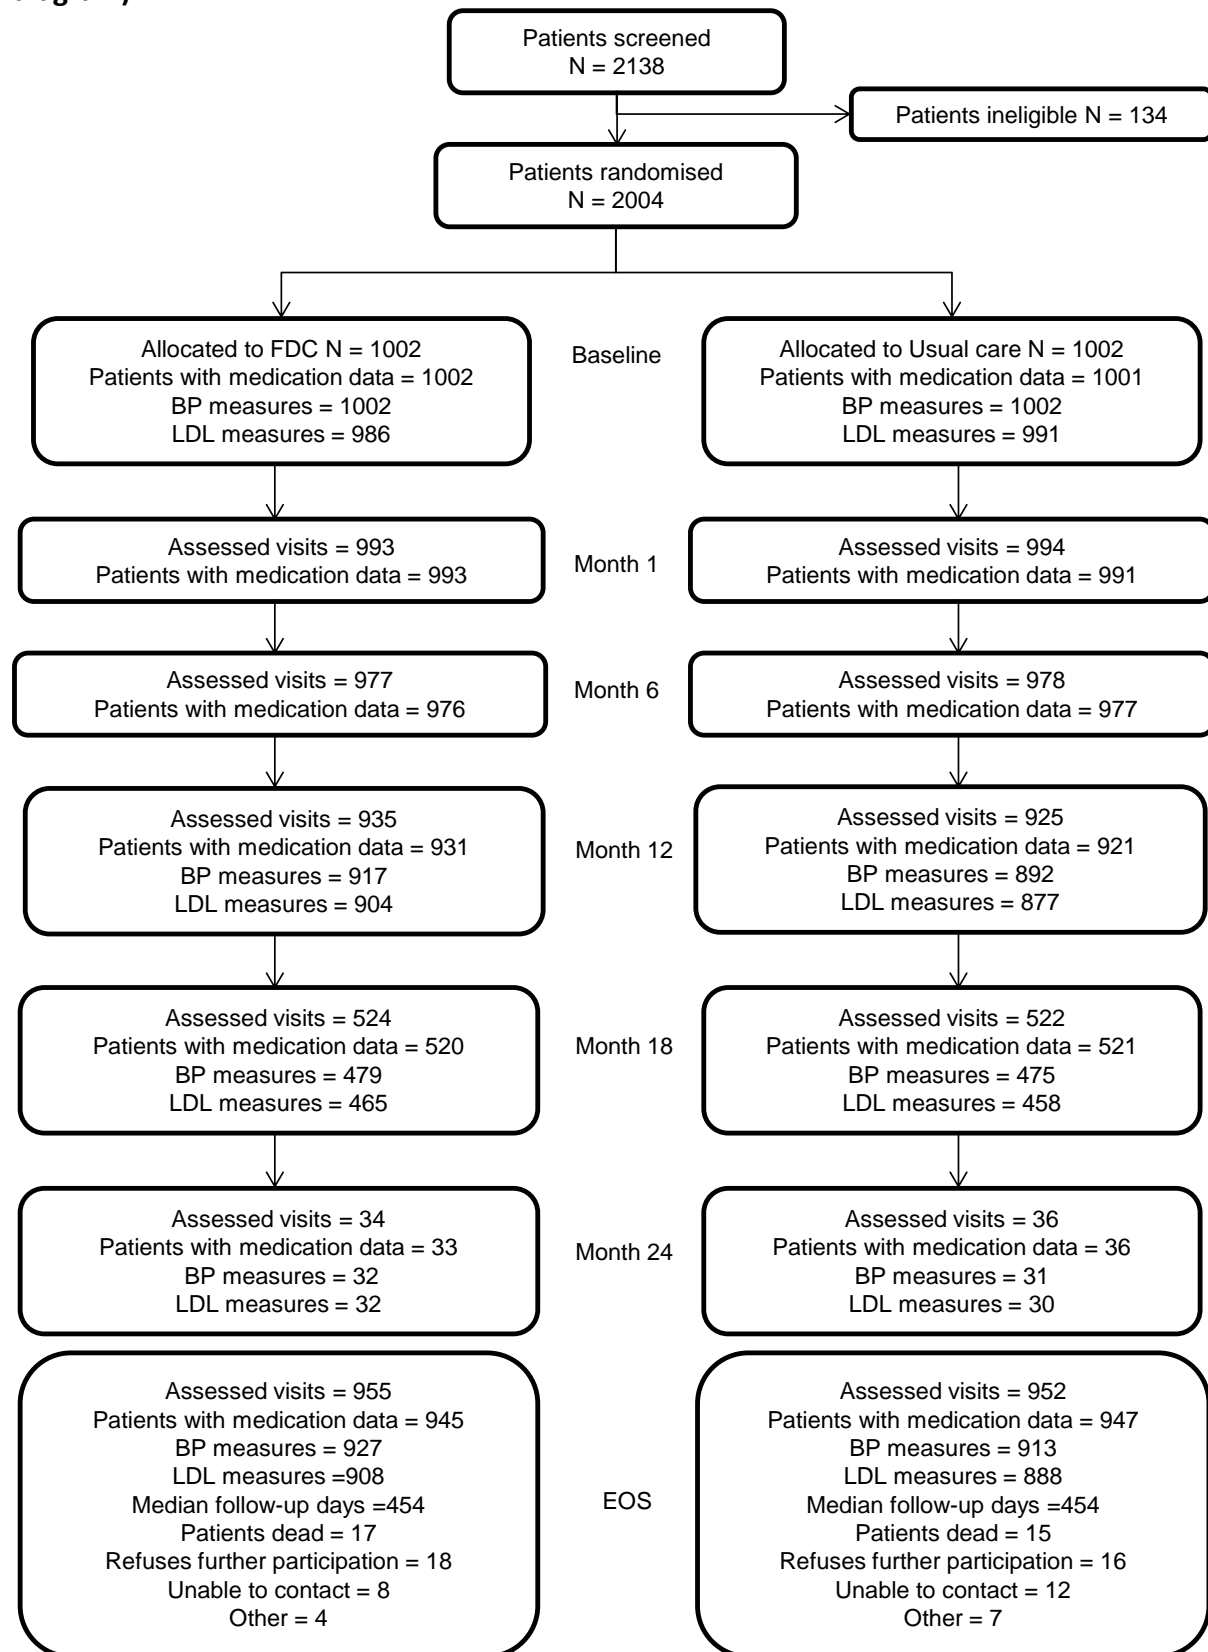 Patients screened
N = 2138
Patients ineligible N = 134
Patients randomised
N = 2004
Allocated to FDC N = 1002
Patients with medication data = 1002
BP measures = 1002
LDL measures = 986
Baseline
Allocated to Usual care N = 1002
Patients with medication data = 1001
BP measures = 1002
LDL measures = 991
Assessed visits = 993
Patients with medication data = 993
Month 1
Assessed visits = 994
Patients with medication data = 991
Assessed visits = 977
Patients with medication data = 976
Month 6
Assessed visits = 978
Patients with medication data = 977
Assessed visits = 935
Patients with medication data = 931
BP measures = 917
LDL measures = 904
Month 12
Assessed visits = 925
Patients with medication data = 921
BP measures = 892
LDL measures = 877
Assessed visits = 524
Patients with medication data = 520
BP measures = 479
LDL measures = 465
Month 18
Assessed visits = 522
Patients with medication data = 521
BP measures = 475
LDL measures = 458
Assessed visits = 34
Patients with medication data = 33
BP measures = 32
LDL measures = 32
Month 24
Assessed visits = 36
Patients with medication data = 36
BP measures = 31
LDL measures = 30
Assessed visits = 955
Patients with medication data = 945
BP measures = 927
LDL measures =908
Median follow-up days =454
Patients dead = 17
Refuses further participation = 18
Unable to contact = 8
Other = 4
EOS
Assessed visits = 952
Patients with medication data = 947
BP measures = 913
LDL measures = 888
Median follow-up days =454
Patients dead = 15
Refuses further participation = 16
Unable to contact = 12
Other = 7